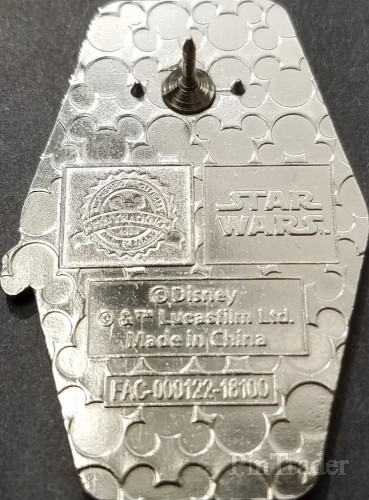 STAR
WARS
©Disney
© & ™ Lucasfilm Ltd.
Made in China
FAC-000122-18100
PinTrader